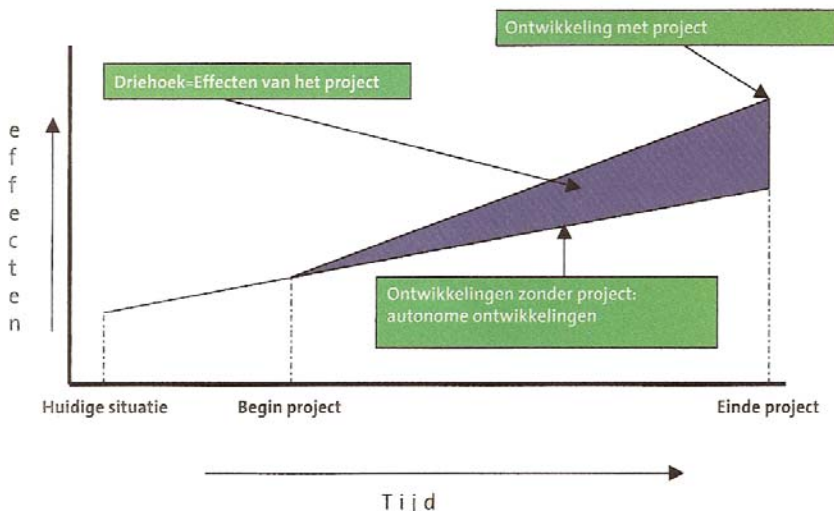 Ontwikkeling met project
Driehoek=Effecten van het project
effecten
Ontwikkelingen zonder project:
autonome ontwikkelingen
Huidige situatie
Begin project
Einde project
Tijd